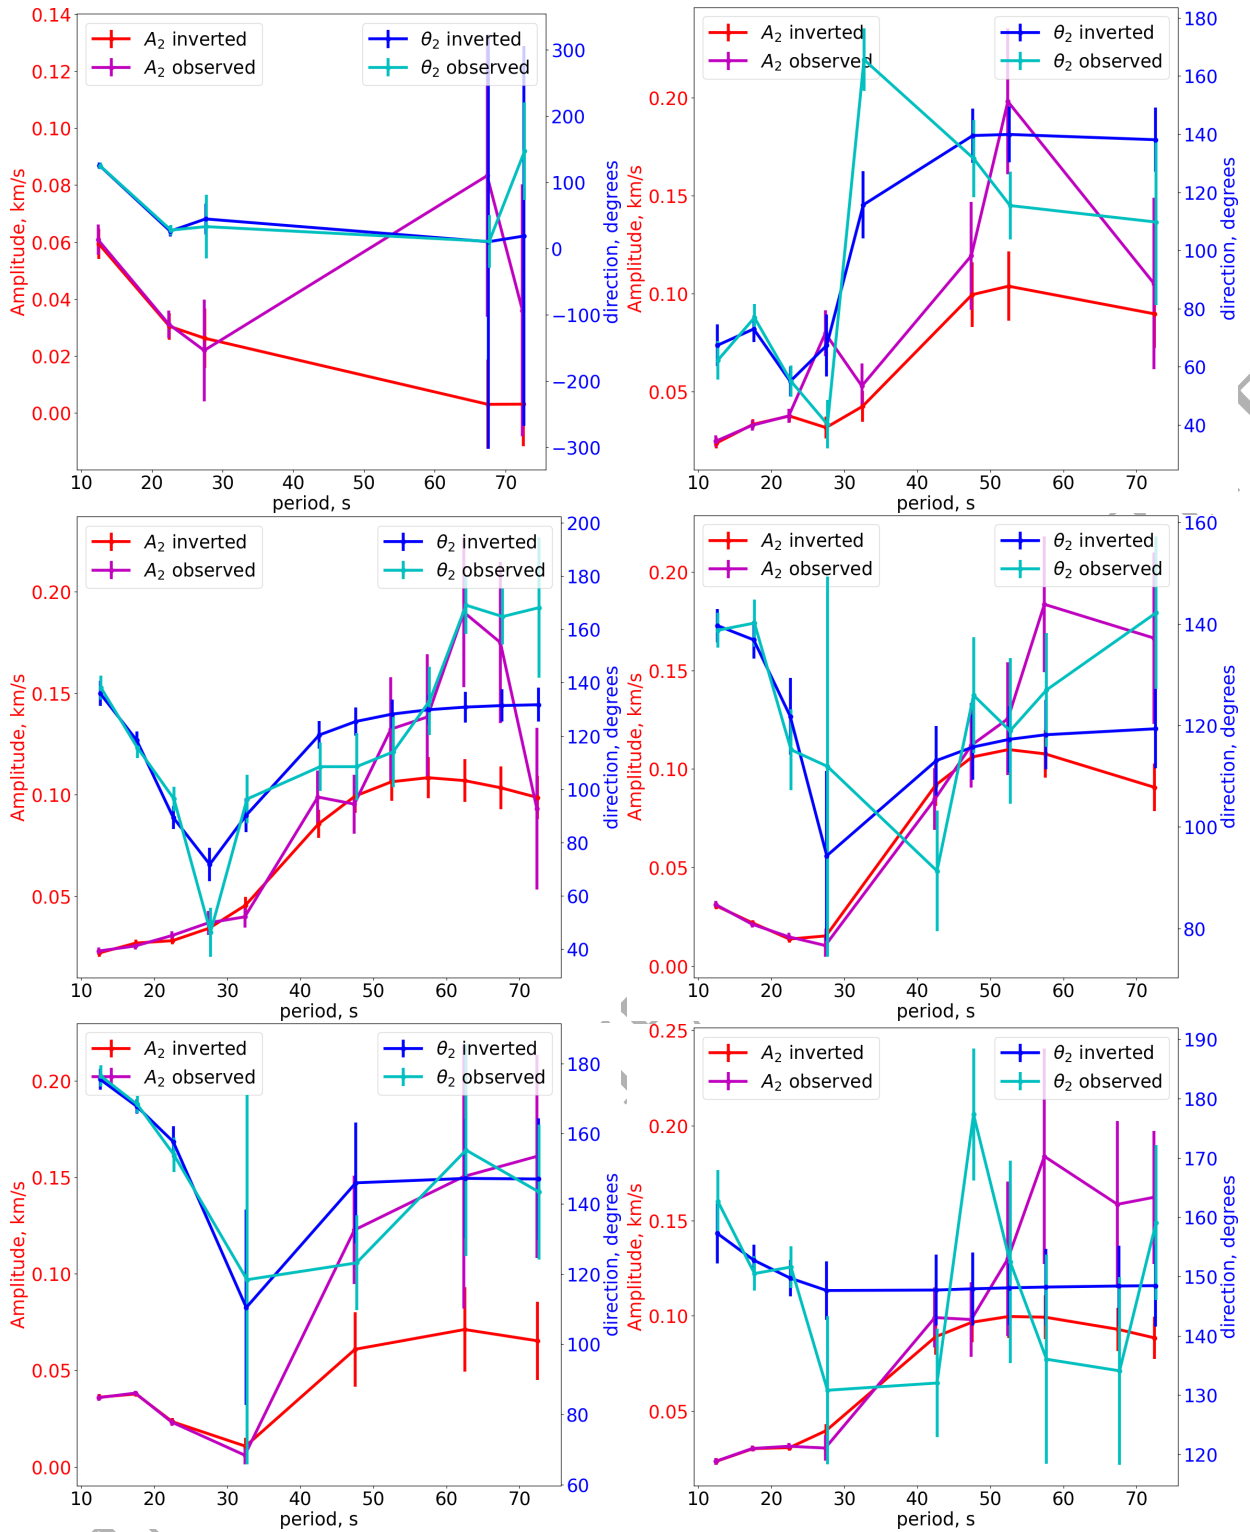 A₂ inverted
A₂ observed
θ₂ inverted
θ₂ observed
0.14
0.12
0.10
0.08
0.06
0.04
0.02
0.00
Amplitude, km/s
300
200
100
0
−100
−200
−300
direction, degrees
10 20 30 40 50 60 70
period, s
A₂ inverted
A₂ observed
θ₂ inverted
θ₂ observed
0.20
0.15
0.10
0.05
Amplitude, km/s
180
160
140
120
100
80
60
40
direction, degrees
10 20 30 40 50 60 70
period, s
A₂ inverted
A₂ observed
θ₂ inverted
θ₂ observed
0.20
0.15
0.10
0.05
Amplitude, km/s
200
180
160
140
120
100
80
60
40
direction, degrees
10 20 30 40 50 60 70
period, s
A₂ inverted
A₂ observed
θ₂ inverted
θ₂ observed
0.20
0.15
0.10
0.05
0.00
Amplitude, km/s
160
140
120
100
80
direction, degrees
10 20 30 40 50 60 70
period, s
A₂ inverted
A₂ observed
θ₂ inverted
θ₂ observed
0.20
0.15
0.10
0.05
0.00
Amplitude, km/s
180
160
140
120
100
80
60
direction, degrees
10 20 30 40 50 60 70
period, s
A₂ inverted
A₂ observed
θ₂ inverted
θ₂ observed
0.25
0.20
0.15
0.10
0.05
Amplitude, km/s
190
180
170
160
150
140
130
120
direction, degrees
10 20 30 40 50 60 70
period, s